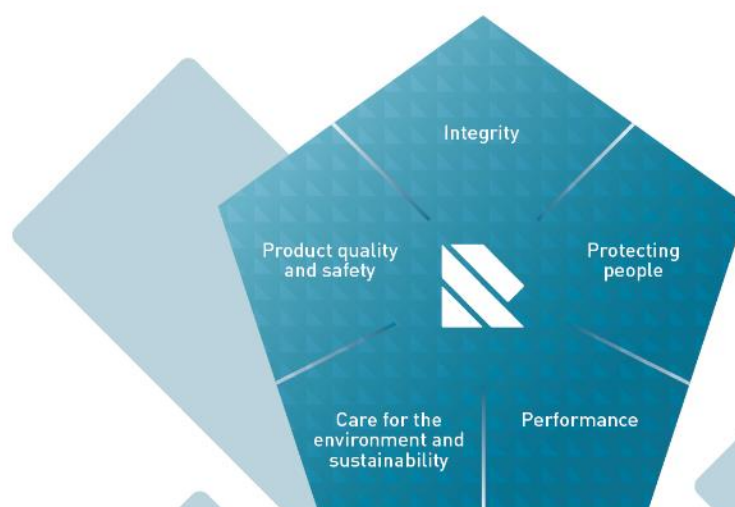 Integrity
Product quality
and safety
Protecting
people
Care for the
environment and
sustainability
Performance